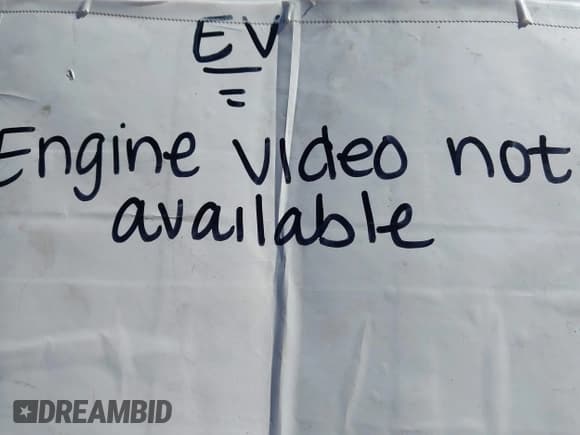 EV
Engine video not
available
DREAMBID